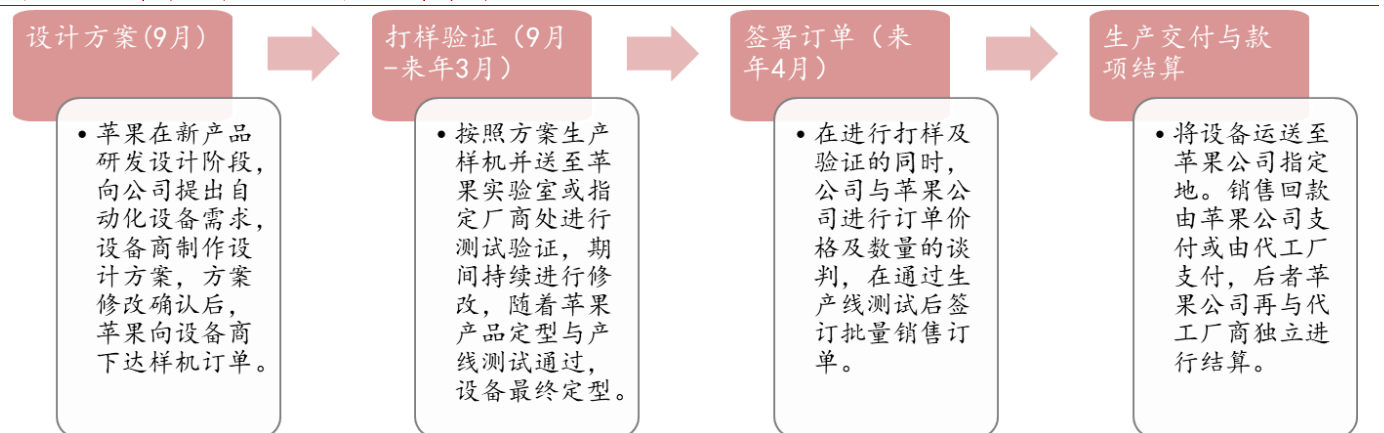 设计方案(9月)
苹果在新产品
研发设计阶段，
向公司提出自
动化设备需求，
设备商制作设
计方案，方案
修改确认后，
苹果向设备商
下达样机订单。
打样验证（9月
-来年3月）
按照方案生产
样机并送至苹
果实验室或指
定厂商处进行
测试验证，期
间持续进行修
改，随着苹果
产品定型与产
线测试通过，
设备最终定型。
签署订单（来
年4月）
在进行打样及
验证的同时，
公司与苹果公
司进行订单价
格及数量的谈
判，在通过生
产线测试后签
订批量销售订
单。
生产交付与款
项结算
将设备运送至
苹果公司指定
地。销售回款
由苹果公司支
付或由代工厂
支付，后者苹
果公司再与代
工厂商独立进
行结算。